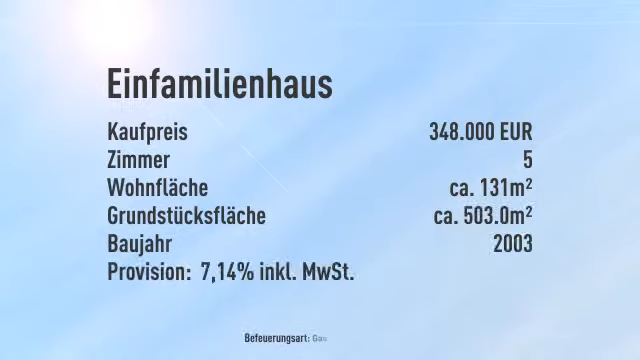 Einfamilienhaus
Kaufpreis 348.000 EUR
Zimmer 5
Wohnfläche ca. 131m²
Grundstücksfläche ca. 503.0m²
Baujahr 2003
Provision: 7,14% inkl. MwSt.
Befeuerungsart: Gas